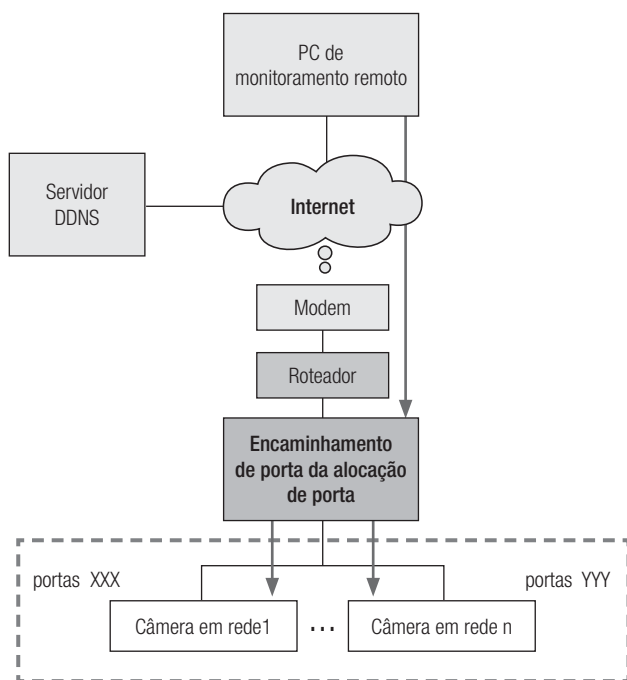 PC de
monitoramento remoto
Servidor
DDNS
Internet
Modem
Roteador
Encaminhamento
de porta da alocação
de porta
portas XXX
portas YYY
Câmera em rede1
...
Câmera em rede n